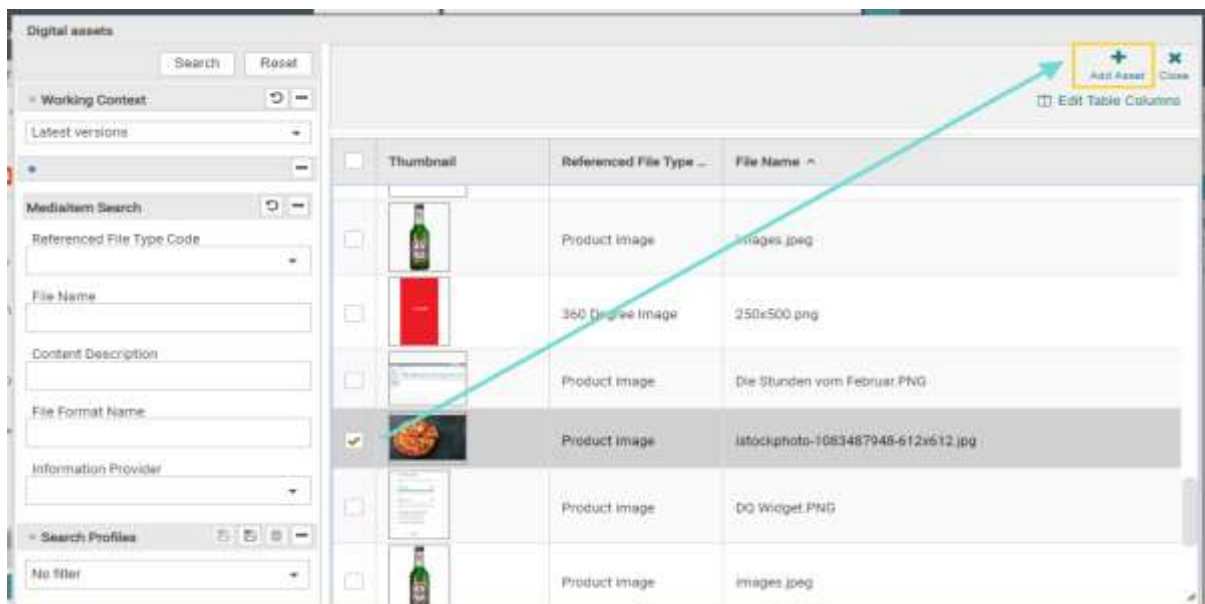 Digital assets
Search Reset
Working Context
Latest versions
MediaItem Search
Referenced File Type Code
File Name
Content Description
File Format Name
Information Provider
Search Profiles
No filter
Add Asset Close
Edit Table Columns
Thumbnail Referenced File Type ... File Name
Product image images.jpeg
360 Degree Image 250x500.png
Product image Die Stunden vom Februar.PNG
Product image istockphoto-1083487948-612x612.jpg
Product image DQ Widget.PNG
Product image images.jpeg